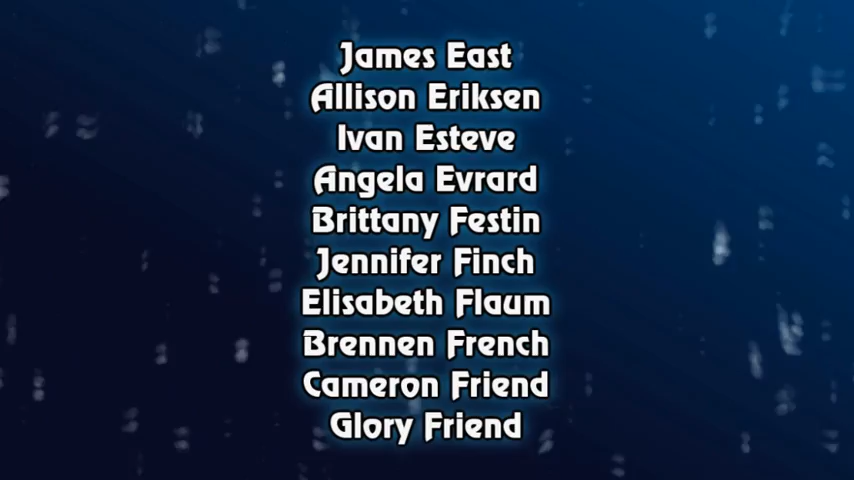 James East
Allison Eriksen
Ivan Esteve
Angela Evrard
Brittany Festin
Jennifer Finch
Elisabeth Flaum
Brennen French
Cameron Friend
Glory Friend